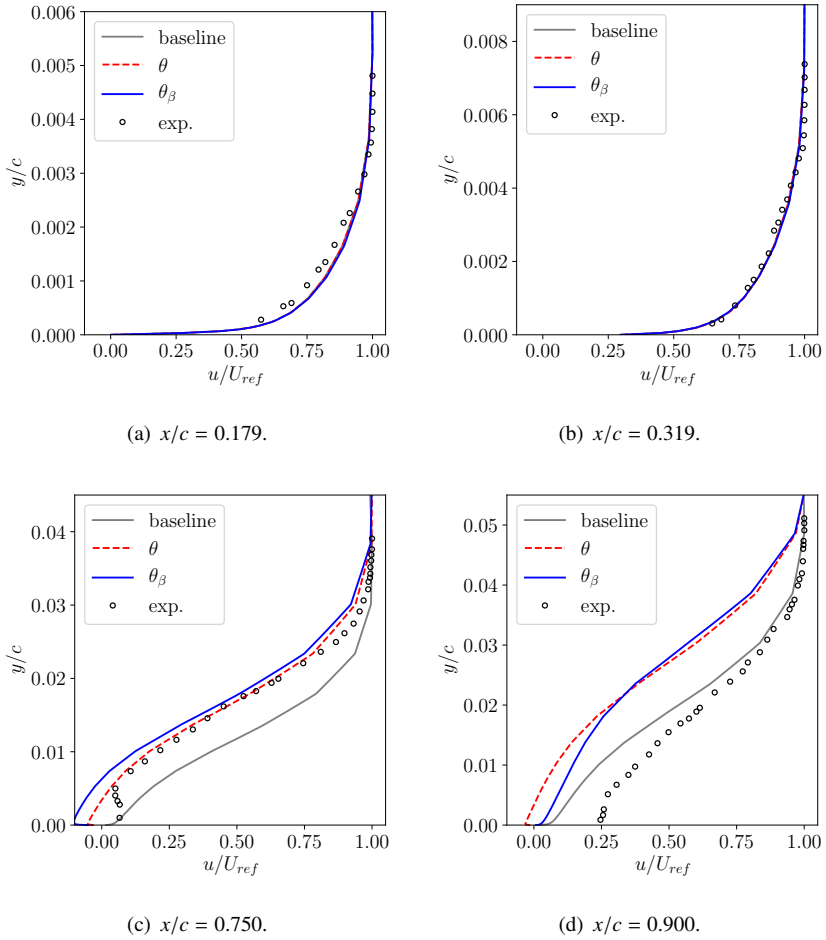 0.006
0.005
0.004
0.003
0.002
0.001
0.000
y/c
baseline
θ
θ_β
exp.
0.00 0.25 0.50 0.75 1.00
u/U_ref
(a) x/c = 0.179.
0.008
0.006
0.004
0.002
0.000
y/c
baseline
θ
θ_β
exp.
0.00 0.25 0.50 0.75 1.00
u/U_ref
(b) x/c = 0.319.
0.04
0.03
0.02
0.01
0.00
y/c
baseline
θ
θ_β
exp.
0.00 0.25 0.50 0.75 1.00
u/U_ref
(c) x/c = 0.750.
0.05
0.04
0.03
0.02
0.01
0.00
y/c
baseline
θ
θ_β
exp.
0.00 0.25 0.50 0.75 1.00
u/U_ref
(d) x/c = 0.900.